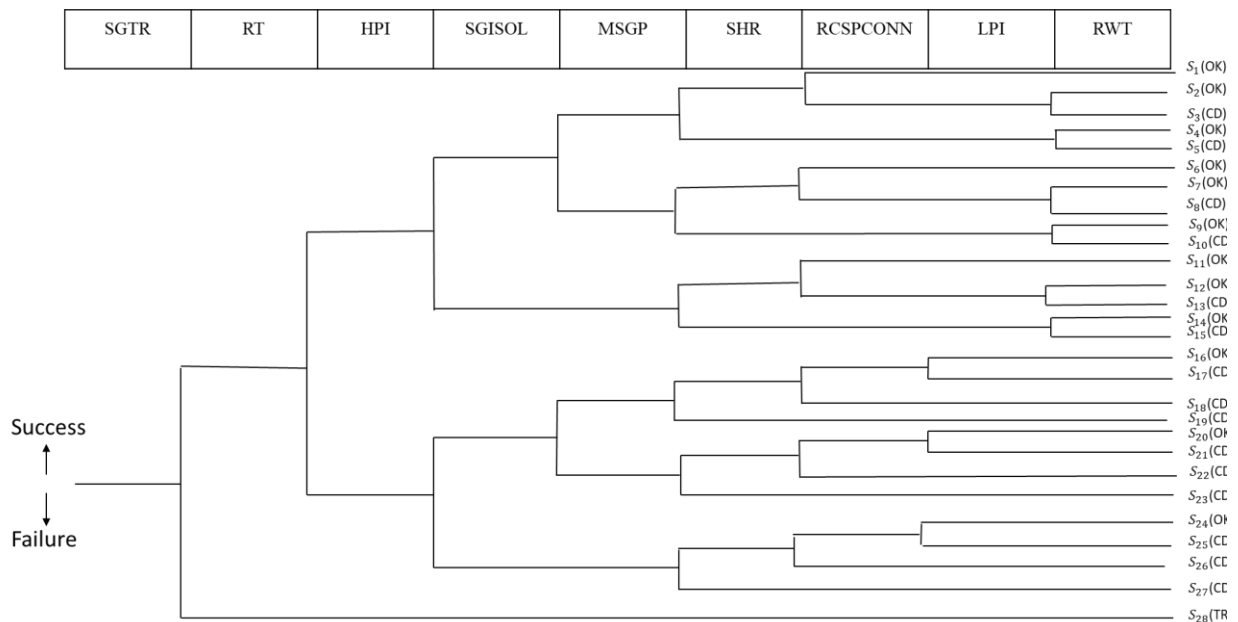 SGTR RT HPI SGISOL MSGP SHR RCSPCONN LPI RWT
S₁(OK)
S₂(OK)
S₃(CD)
S₄(OK)
S₅(CD)
S₆(OK)
S₇(OK)
S₈(CD)
S₉(OK)
S₁₀(CD
S₁₁(OK
S₁₂(OK
S₁₃(CD
S₁₄(OK
S₁₅(CD
S₁₆(OK
S₁₇(CD
S₁₈(CD
S₁₉(CD
Success
S₂₀(OK
S₂₁(CD
S₂₂(CD
S₂₃(CD
Failure
S₂₄(OK
S₂₅(CD
S₂₆(CD
S₂₇(CD
S₂₈(TR